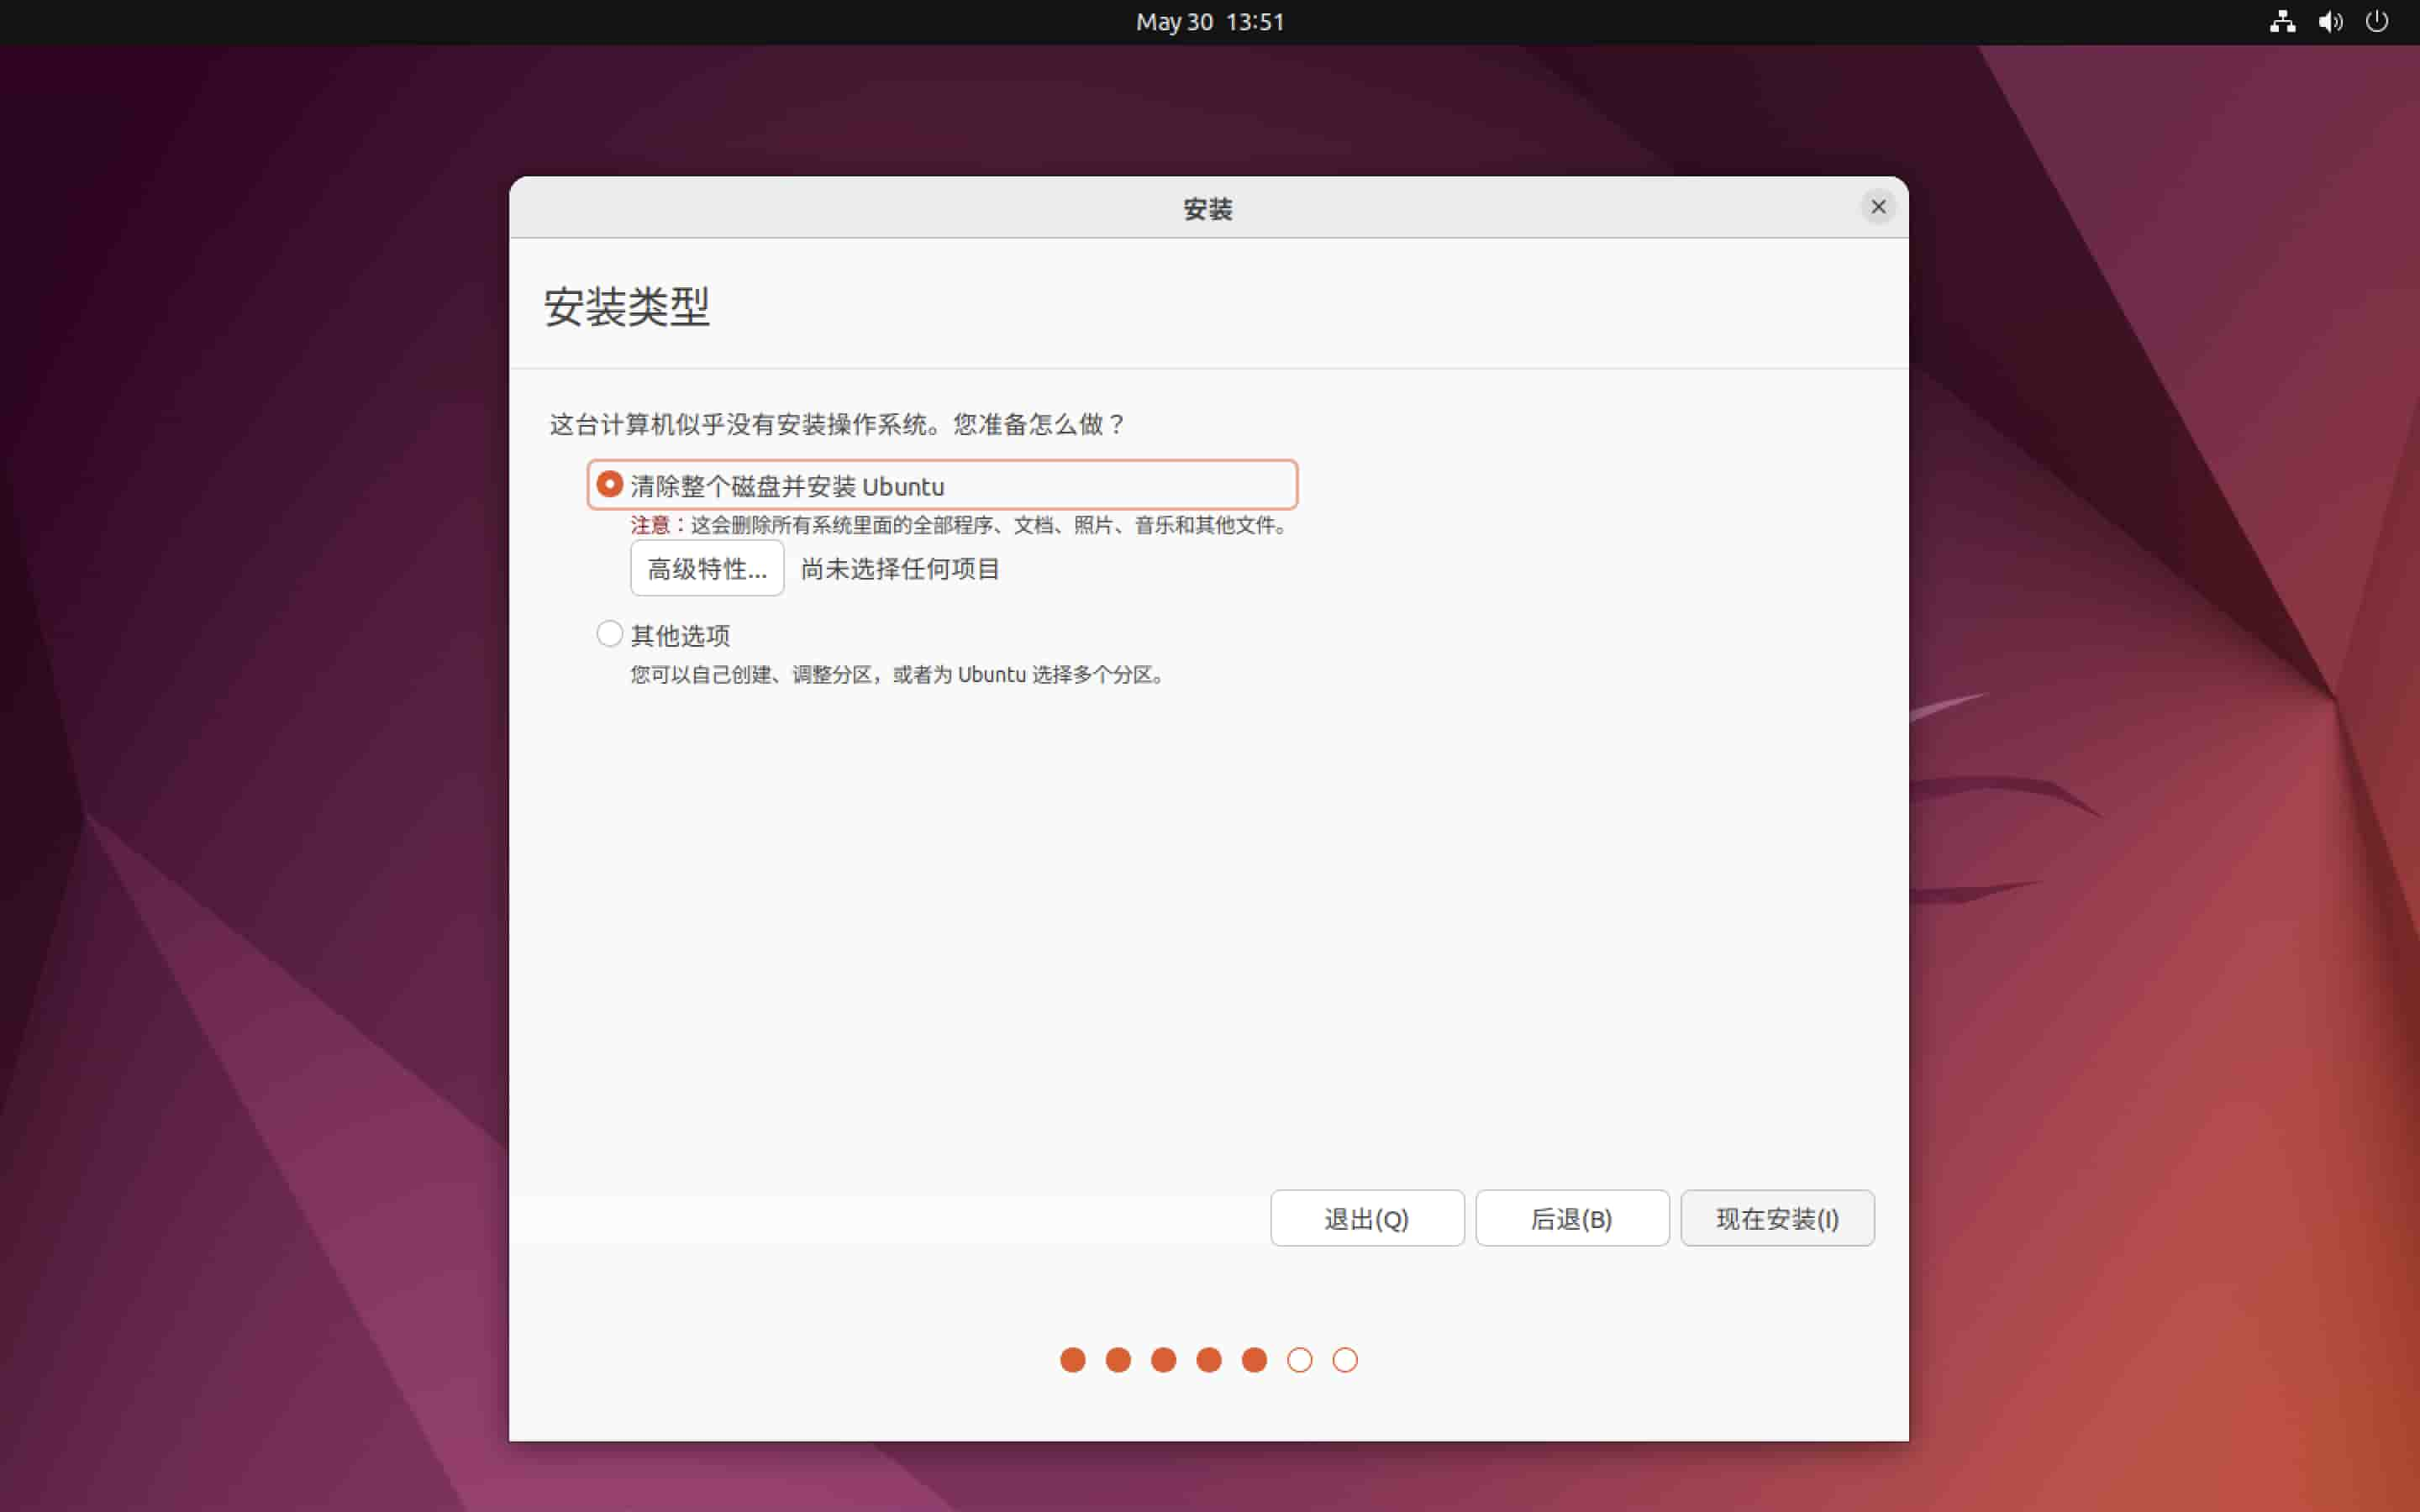 May 30 13:51
安装
安装类型
这台计算机似乎没有安装操作系统。您准备怎么做？
清除整个磁盘并安装 Ubuntu
注意：这会删除所有系统里面的全部程序、文档、照片、音乐和其他文件。
高级特性... 尚未选择任何项目
其他选项
您可以自己创建、调整分区，或者为 Ubuntu 选择多个分区。
退出(Q) 后退(B) 现在安装(I)